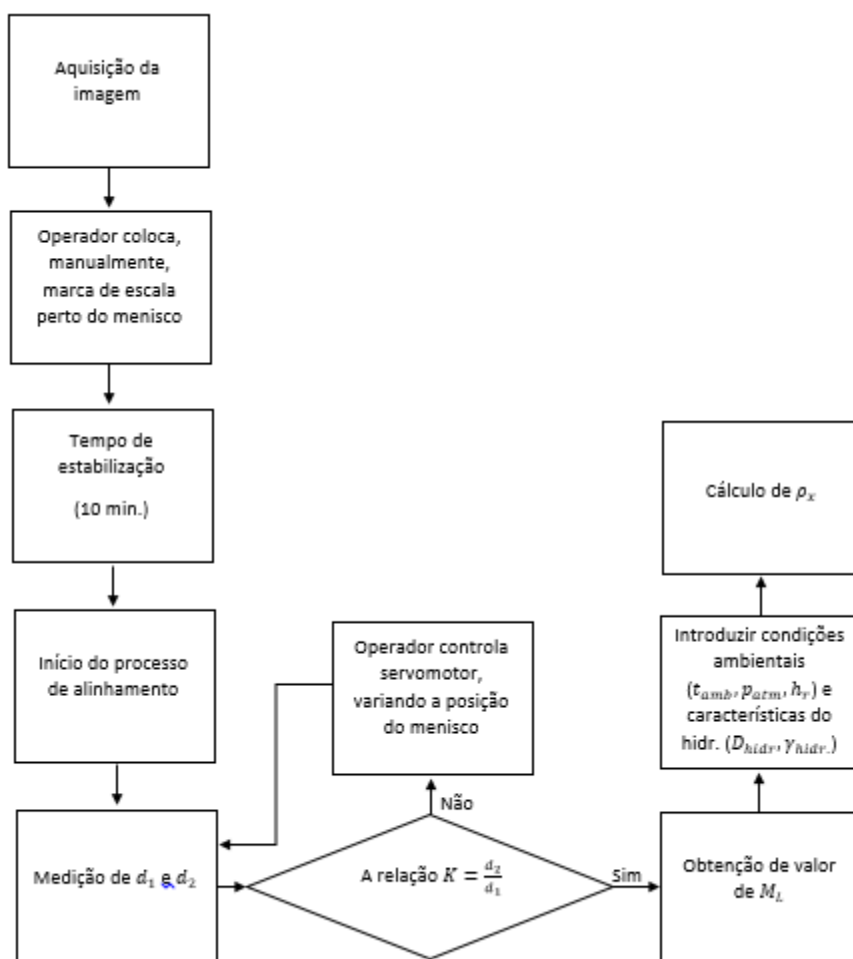 Aquisição da
imagem
Operador coloca,
manualmente,
marca de escala
perto do menisco
Tempo de
estabilização
(10 min.)
Início do processo
de alinhamento
Medição de d₁ e d₂
Operador controla
servomotor,
variando a posição
do menisco
Não
A relação K = d₂/d₁
Sim
Obtenção de valor
de M_L
Introduzir condições
ambientais
(t_amb, p_atm, h_r) e
características do
hidr. (D_hidr, γ_hidr.)
Cálculo de ρ_x